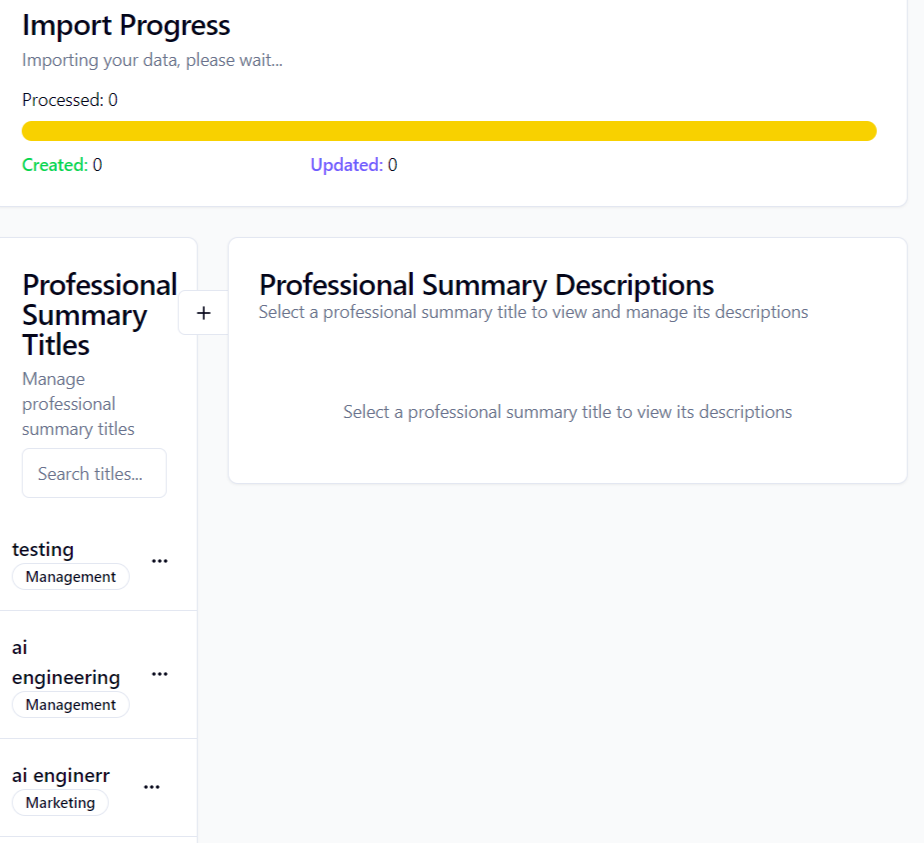 Import Progress
Importing your data, please wait...
Processed: 0
Created: 0
Updated: 0
Professional
Summary
Titles
Manage
professional
summary titles
+
Search titles...
testing
Management
...
ai
engineering
Management
...
ai enginerr
Marketing
...
Professional Summary Descriptions
Select a professional summary title to view and manage its descriptions
Select a professional summary title to view its descriptions